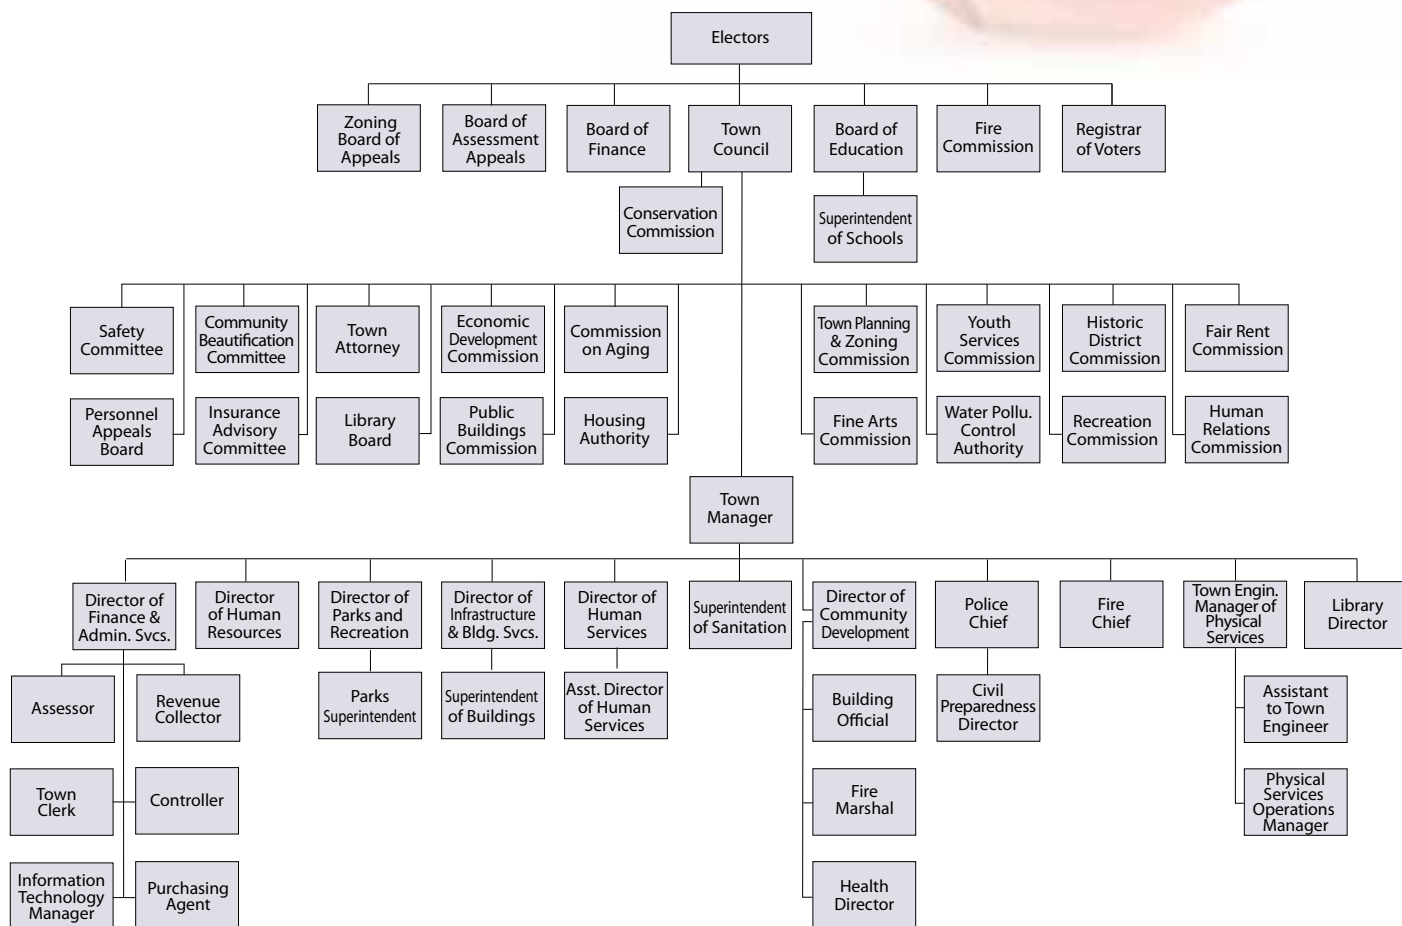 Electors
Zoning
Board of
Appeals
Board of
Assessment
Appeals
Board of
Finance
Town
Council
Board of
Education
Fire
Commission
Registrar
of Voters
Conservation
Commission
Superintendent
of Schools
Safety
Committee
Community
Beautification
Committee
Town
Attorney
Economic
Development
Commission
Commission
on Aging
Town Planning
& Zoning
Commission
Youth
Services
Commission
Historic
District
Commission
Fair Rent
Commission
Personnel
Appeals
Board
Insurance
Advisory
Committee
Library
Board
Public
Buildings
Commission
Housing
Authority
Fine Arts
Commission
Water Pollu.
Control
Authority
Recreation
Commission
Human
Relations
Commission
Town
Manager
Director of
Finance &
Admin. Svcs.
Director
of Human
Resources
Director of
Parks and
Recreation
Director of
Infrastructure
& Bldg. Svcs.
Director of
Human
Services
Superintendent
of Sanitation
Director of
Community
Development
Police
Chief
Fire
Chief
Town Engin.
Manager of
Physical
Services
Library
Director
Assessor
Revenue
Collector
Parks
Superintendent
Superintendent
of Buildings
Asst. Director
of Human
Services
Building
Official
Civil
Preparedness
Director
Assistant
to Town
Engineer
Town
Clerk
Controller
Fire
Marshal
Physical
Services
Operations
Manager
Information
Technology
Manager
Purchasing
Agent
Health
Director